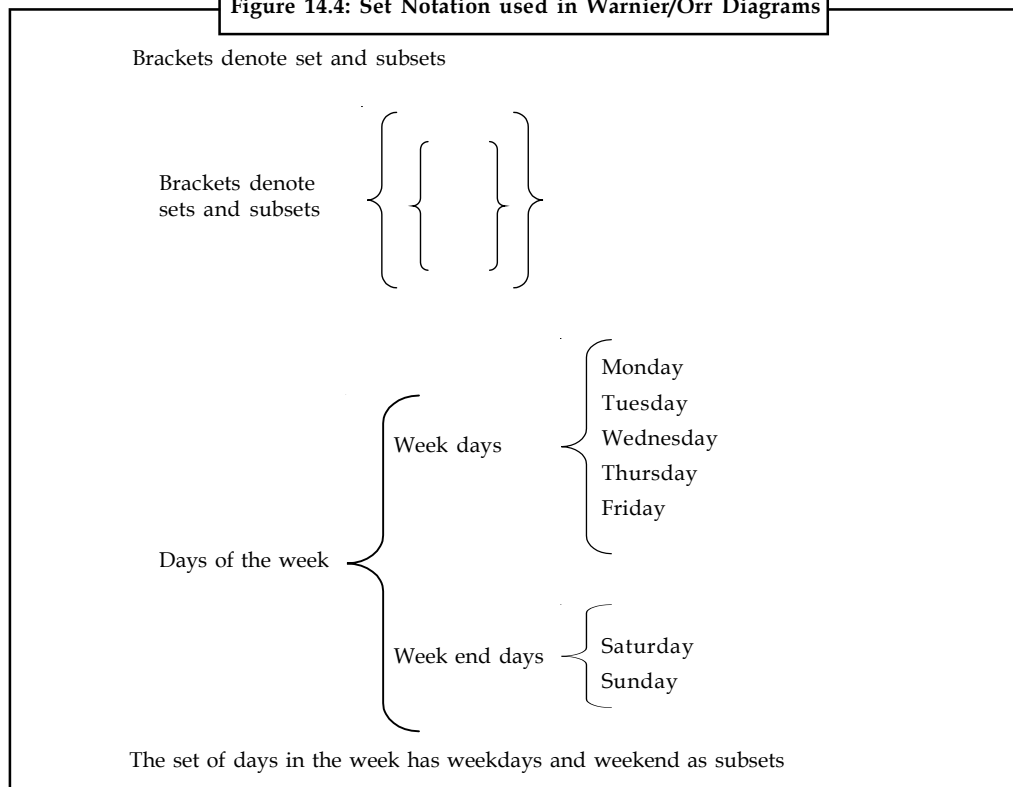 Figure 14.4: Set Notation used in Warnier/Orr Diagrams
Brackets denote set and subsets
Brackets denote
sets and subsets
Monday
Tuesday
Week days
Wednesday
Thursday
Friday
Days of the week
Week end days
Saturday
Sunday
The set of days in the week has weekdays and weekend as subsets